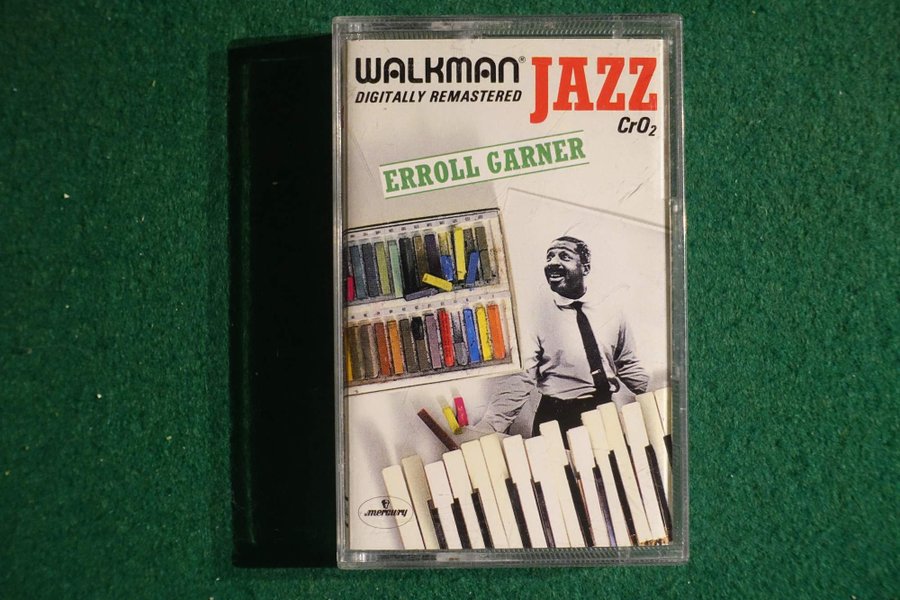 WALKMAN® JAZZ
DIGITALLY REMASTERED
CrO₂
ERROLL GARNER
mercury